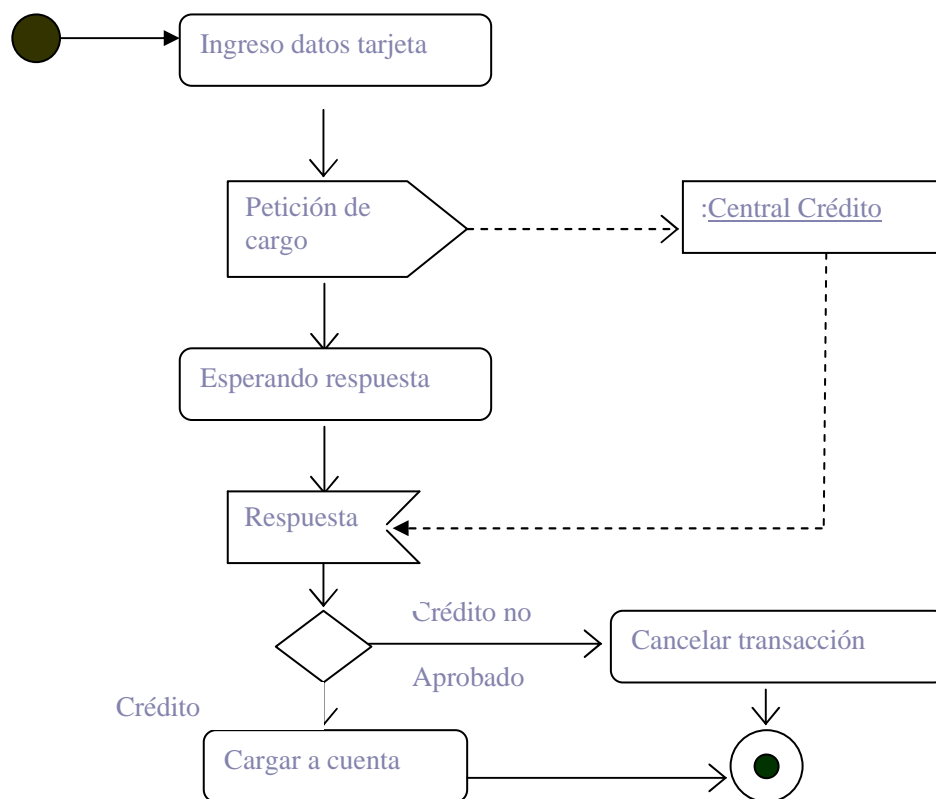 Ingreso datos tarjeta
Petición de
cargo
:Central Crédito
Esperando respuesta
Respuesta
Crédito no
Aprobado
Cancelar transacción
Crédito
Cargar a cuenta